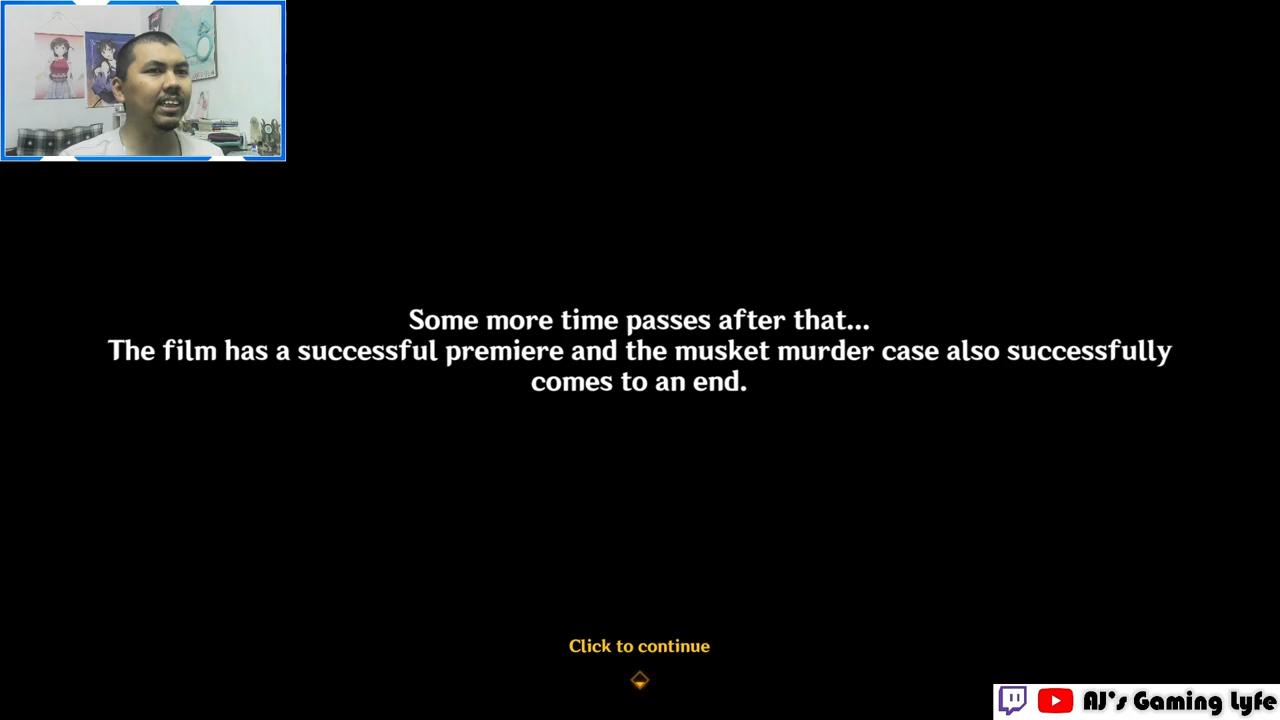 Some more time passes after that...
The film has a successful premiere and the musket murder case also successfully
comes to an end.
Click to continue
AJ's Gaming Lyfe